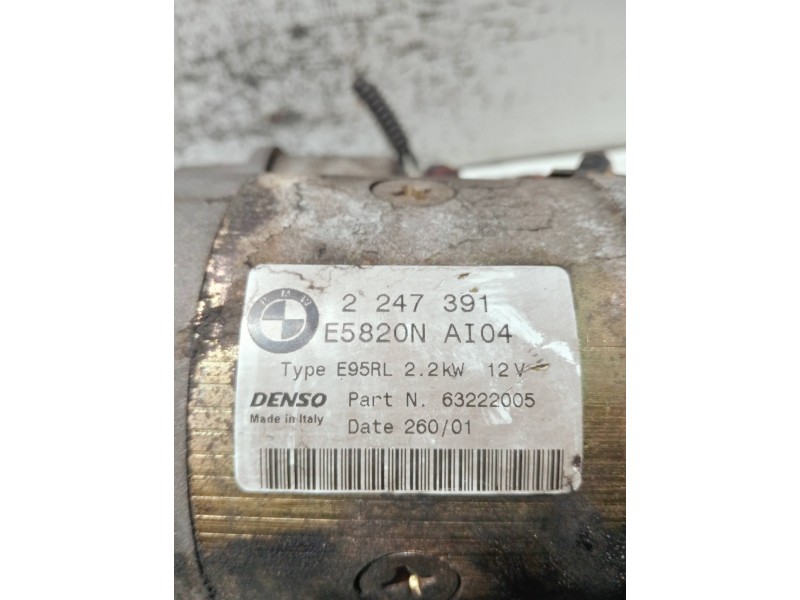 BMW
2 247 391
E5820N AI04
Type E95RL 2.2kW 12V
DENSO Part N. 63222005
Made in Italy
Date 260/01